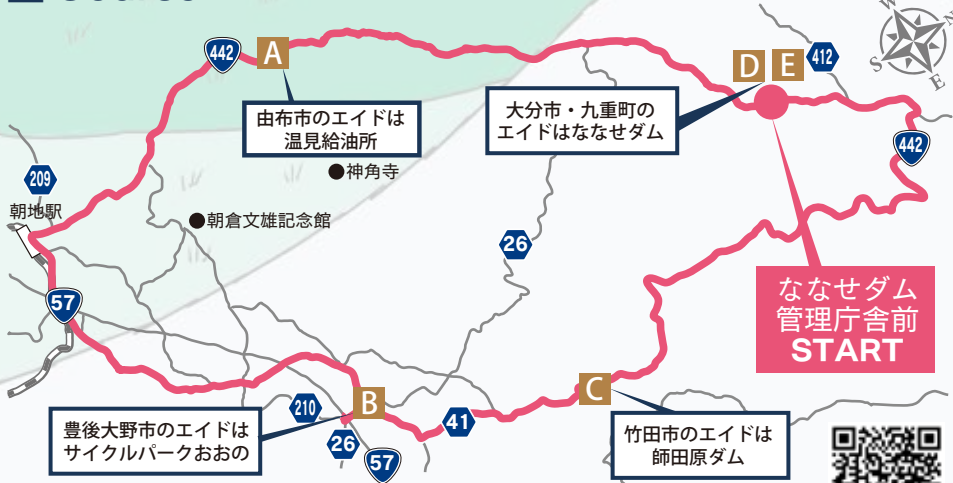 W
N
S
E
442
A
D
E
412
由布市のエイドは
温見給油所
大分市・九重町の
エイドはななせダム
442
●神角寺
209
朝地駅
●朝倉文雄記念館
26
57
ななせダム
管理庁舎前
START
B
C
210
41
26
57
豊後大野市のエイドは
サイクルパークおおの
竹田市のエイドは
師田原ダム